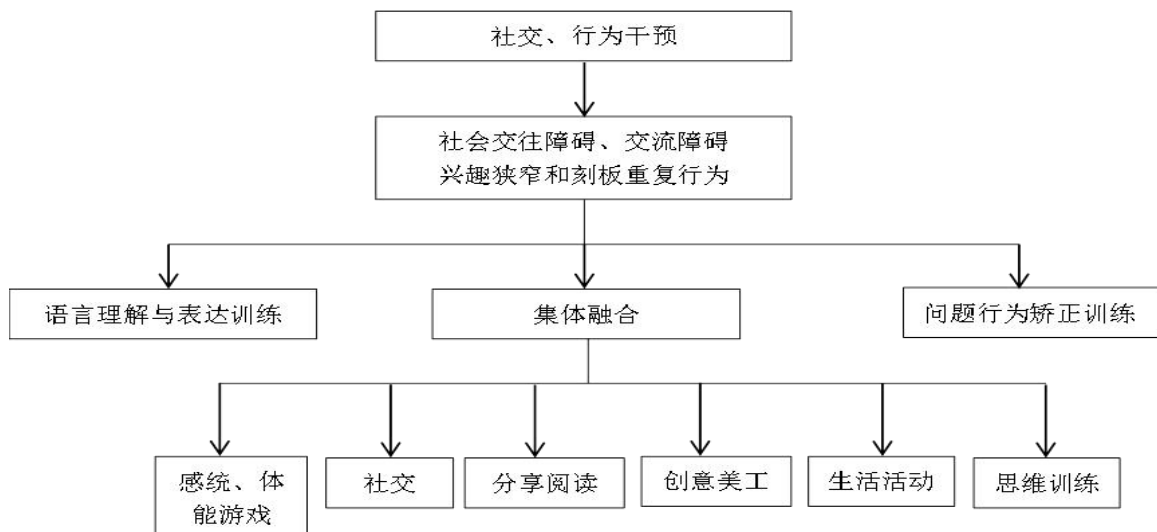 社交、行为干预
社会交往障碍、交流障碍
兴趣狭窄和刻板重复行为
语言理解与表达训练
集体融合
问题行为矫正训练
感统、体
能游戏
社交
分享阅读
创意美工
生活活动
思维训练